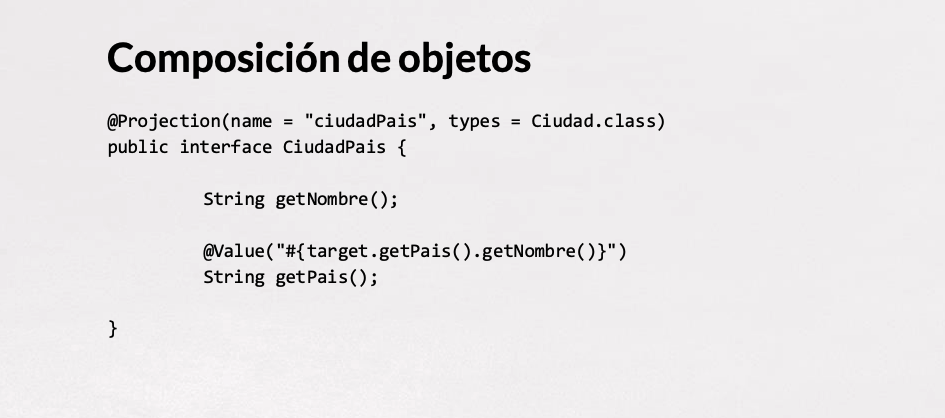 Composición de objetos
@Projection(name = "ciudadPais", types = Ciudad.class)
public interface CiudadPais {
String getNombre();
@Value("#{target.getPais().getNombre()}")
String getPais();
}